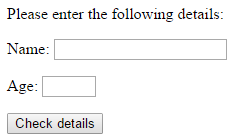 Please enter the following details:
Name:
Age:
Check details